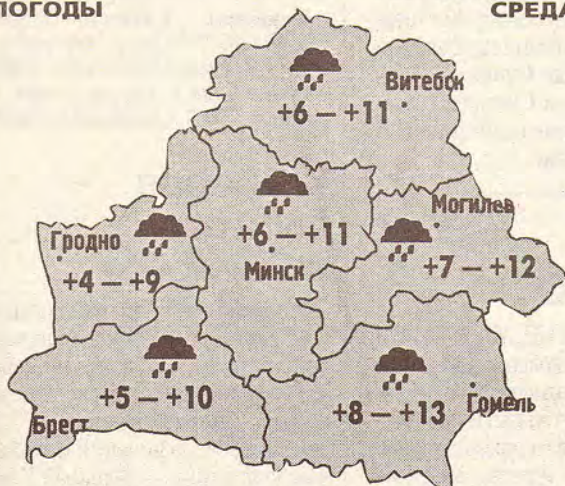 ПОГОДЫ СРЕДА
Витебск
+6 – +11
Могилев
Гродно
+6 – +11
+7 – +12
Минск
+4 – +9
+5 – +10
+8 – +13
Гомель
Брест